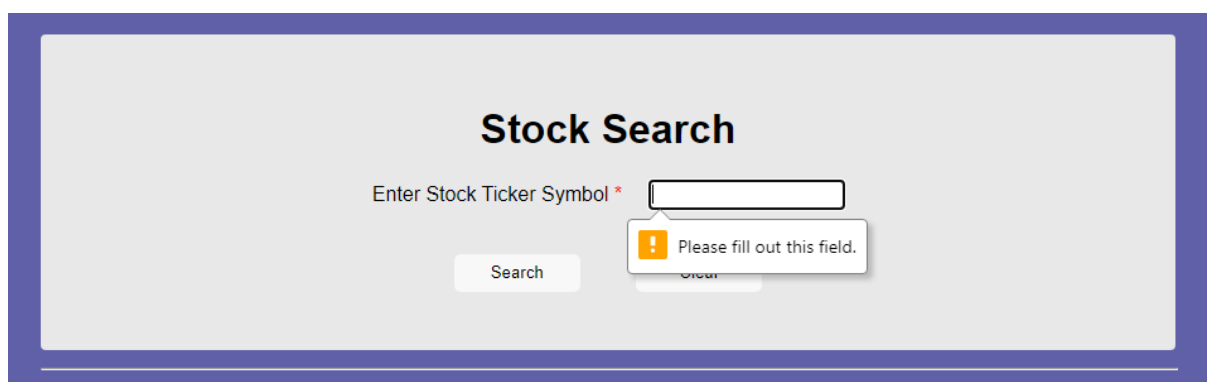 Stock Search
Enter Stock Ticker Symbol *
Please fill out this field.
Search